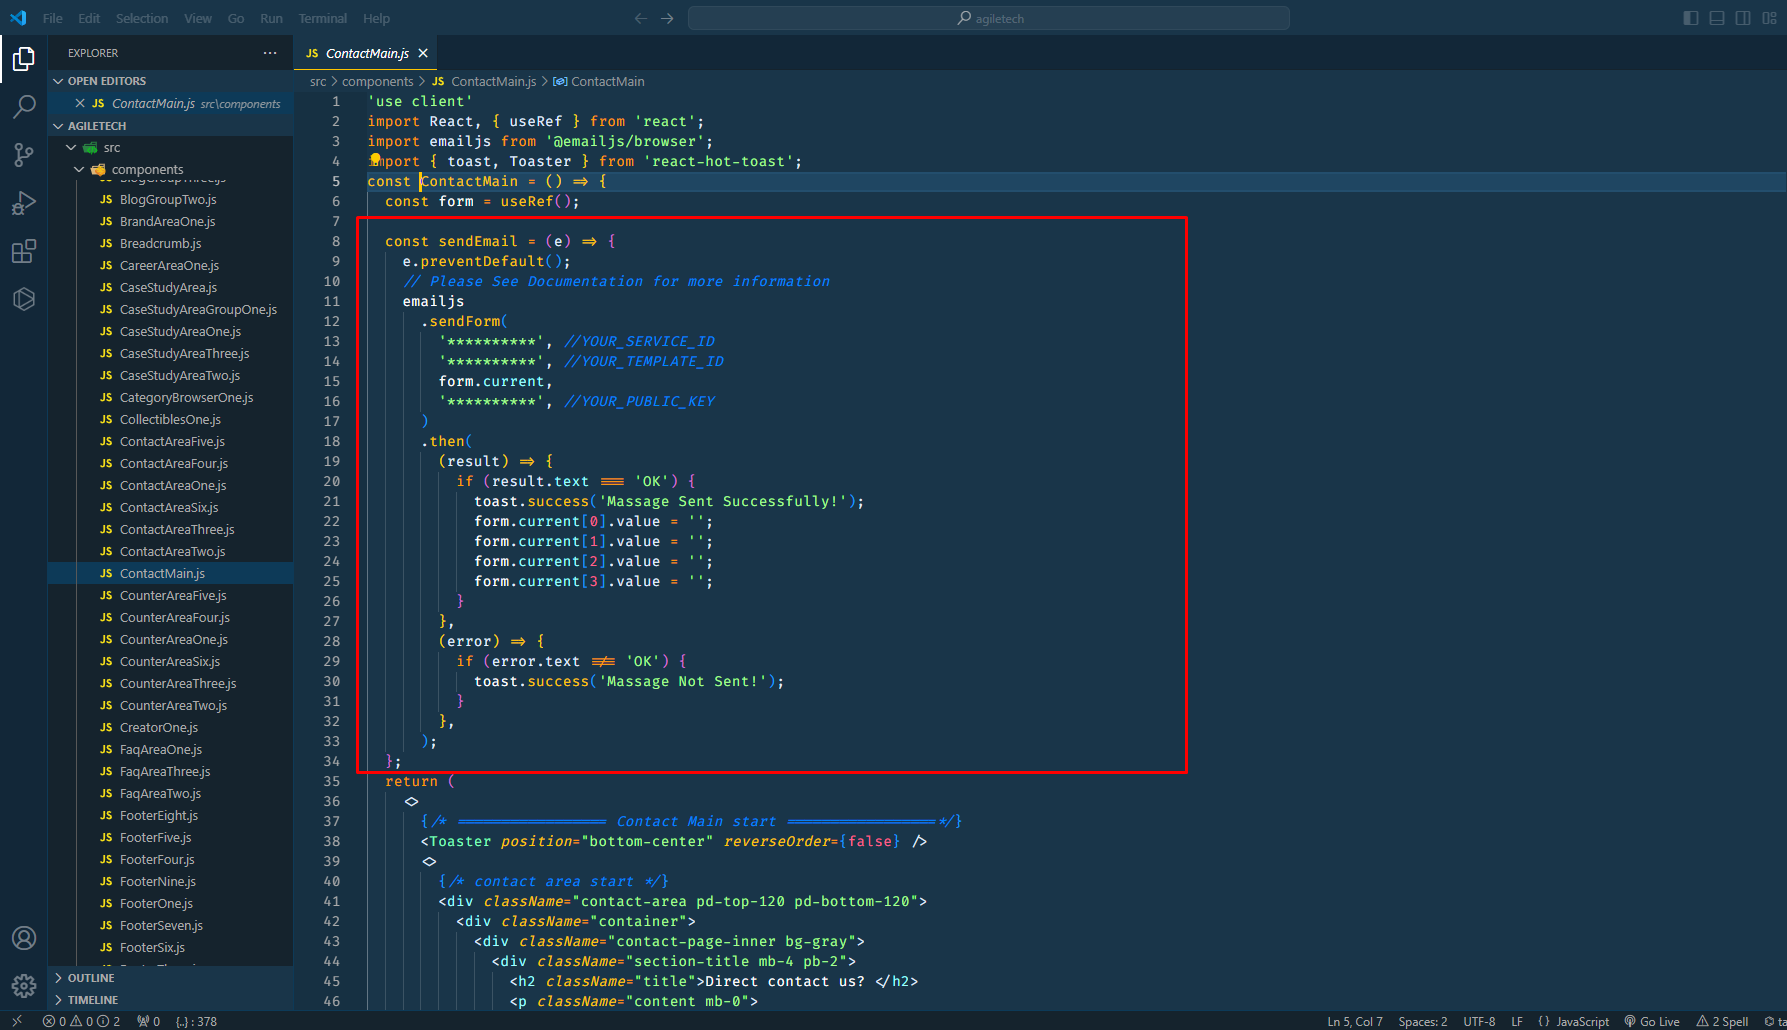 File Edit Selection View Go Run Terminal Help
agiletech
EXPLORER
OPEN EDITORS
JS ContactMain.js src\components
AGILETECH
src
components
JS BlogGroupTwo.js
JS BrandAreaOne.js
JS Breadcrumb.js
JS CareerAreaOne.js
JS CaseStudyArea.js
JS CaseStudyAreaGroupOne.js
JS CaseStudyAreaOne.js
JS CaseStudyAreaThree.js
JS CaseStudyAreaTwo.js
JS CategoryBrowserOne.js
JS CollectiblesOne.js
JS ContactAreaFive.js
JS ContactAreaFour.js
JS ContactAreaOne.js
JS ContactAreaSix.js
JS ContactAreaThree.js
JS ContactAreaTwo.js
JS ContactMain.js
JS CounterAreaFive.js
JS CounterAreaFour.js
JS CounterAreaOne.js
JS CounterAreaSix.js
JS CounterAreaThree.js
JS CounterAreaTwo.js
JS CreatorOne.js
JS FaqAreaOne.js
JS FaqAreaThree.js
JS FaqAreaTwo.js
JS FooterEight.js
JS FooterFive.js
JS FooterFour.js
JS FooterNine.js
JS FooterOne.js
JS FooterSeven.js
JS FooterSix.js
OUTLINE
TIMELINE
JS ContactMain.js
src > components > JS ContactMain.js > ContactMain
1 'use client'
2 import React, { useRef } from 'react';
3 import emailjs from '@emailjs/browser';
4 import { toast, Toaster } from 'react-hot-toast';
5 const ContactMain = () => {
6 const form = useRef();
7
8 const sendEmail = (e) => {
9 e.preventDefault();
10 // Please See Documentation for more information
11 emailjs
12 .sendForm(
13 '**********', //YOUR_SERVICE_ID
14 '**********', //YOUR_TEMPLATE_ID
15 form.current,
16 '**********', //YOUR_PUBLIC_KEY
17 )
18 .then(
19 (result) => {
20 if (result.text === 'OK') {
21 toast.success('Massage Sent Successfully!');
22 form.current[0].value = '';
23 form.current[1].value = '';
24 form.current[2].value = '';
25 form.current[3].value = '';
26 }
27 },
28 (error) => {
29 if (error.text !== 'OK') {
30 toast.success('Massage Not Sent!');
31 }
32 },
33 );
34 };
35 return (
36 <>
37 {/* ================= Contact Main start =================*/}
38 <Toaster position="bottom-center" reverseOrder={false} />
39 <>
40 {/* contact area start */}
41 <div className="contact-area pd-top-120 pd-bottom-120">
42 <div className="container">
43 <div className="contact-page-inner bg-gray">
44 <div className="section-title mb-4 pb-2">
45 <h2 className="title">Direct contact us? </h2>
46 <p className="content mb-0">
0 0 2 0 {..} : 378
Ln 5, Col 7 Spaces: 2 UTF-8 LF {} JavaScript Go Live 2 Spell ta